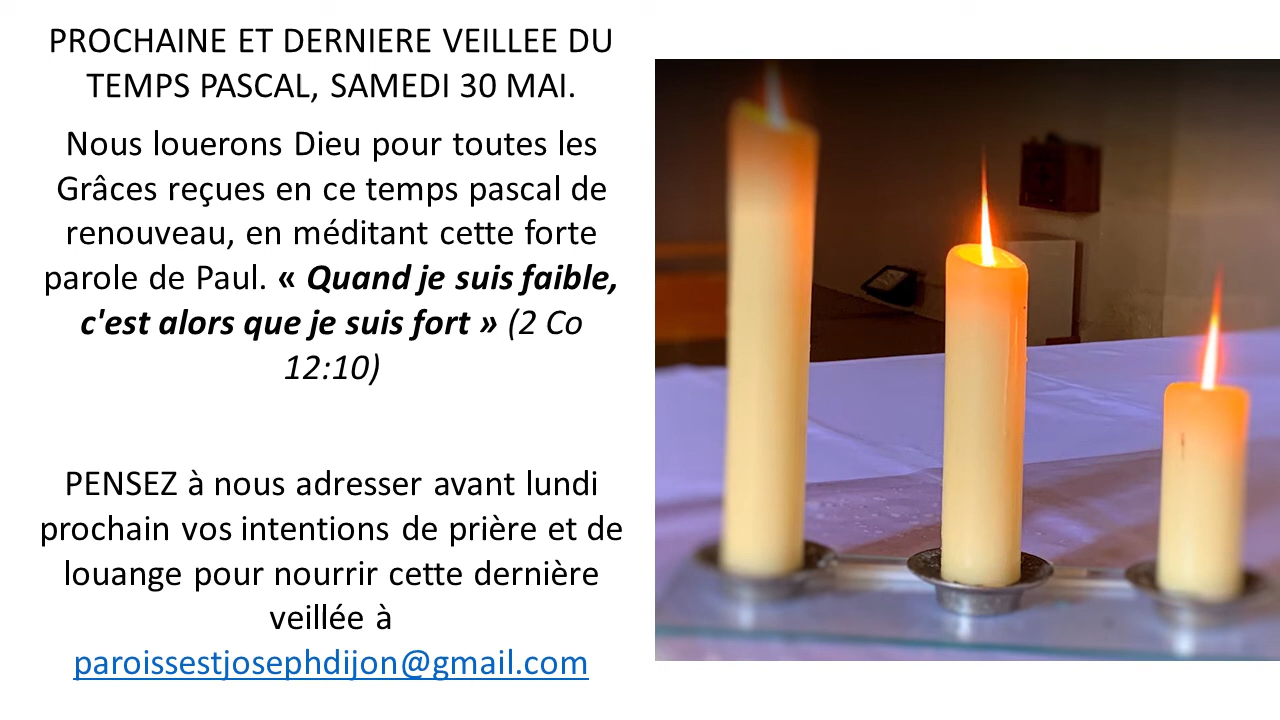 PROCHAINE ET DERNIERE VEILLEE DU
TEMPS PASCAL, SAMEDI 30 MAI.
Nous louerons Dieu pour toutes les
Grâces reçues en ce temps pascal de
renouveau, en méditant cette forte
parole de Paul. « Quand je suis faible,
c'est alors que je suis fort » (2 Co
12:10)
PENSEZ à nous adresser avant lundi
prochain vos intentions de prière et de
louange pour nourrir cette dernière
veillée à
paroissestjosephdijon@gmail.com